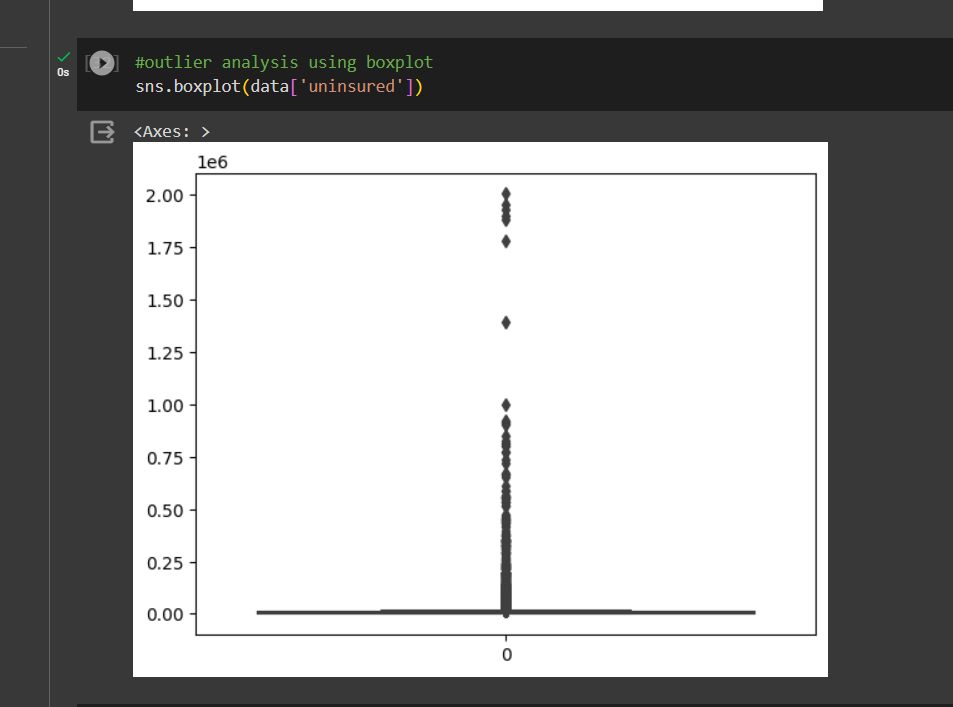 #outlier analysis using boxplot
sns.boxplot(data['uninsured'])
0s
<Axes: >
1e6
2.00
1.75
1.50
1.25
1.00
0.75
0.50
0.25
0.00
0